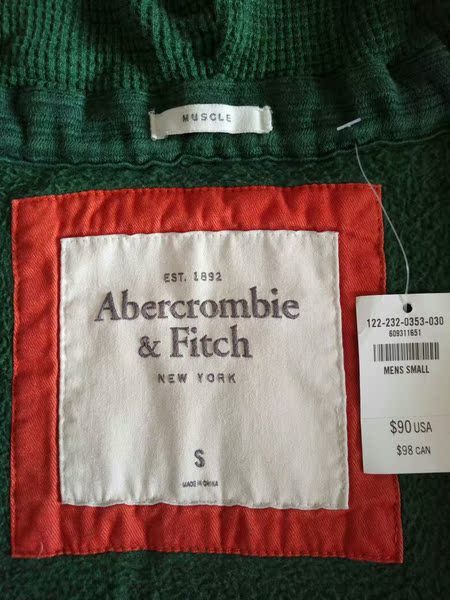 MUSCLE
EST. 1892
Abercrombie
& Fitch
NEW YORK
S
MADE IN CHINA
122-232-0353-030
609311651
MENS SMALL
$90 USA
$98 CAN